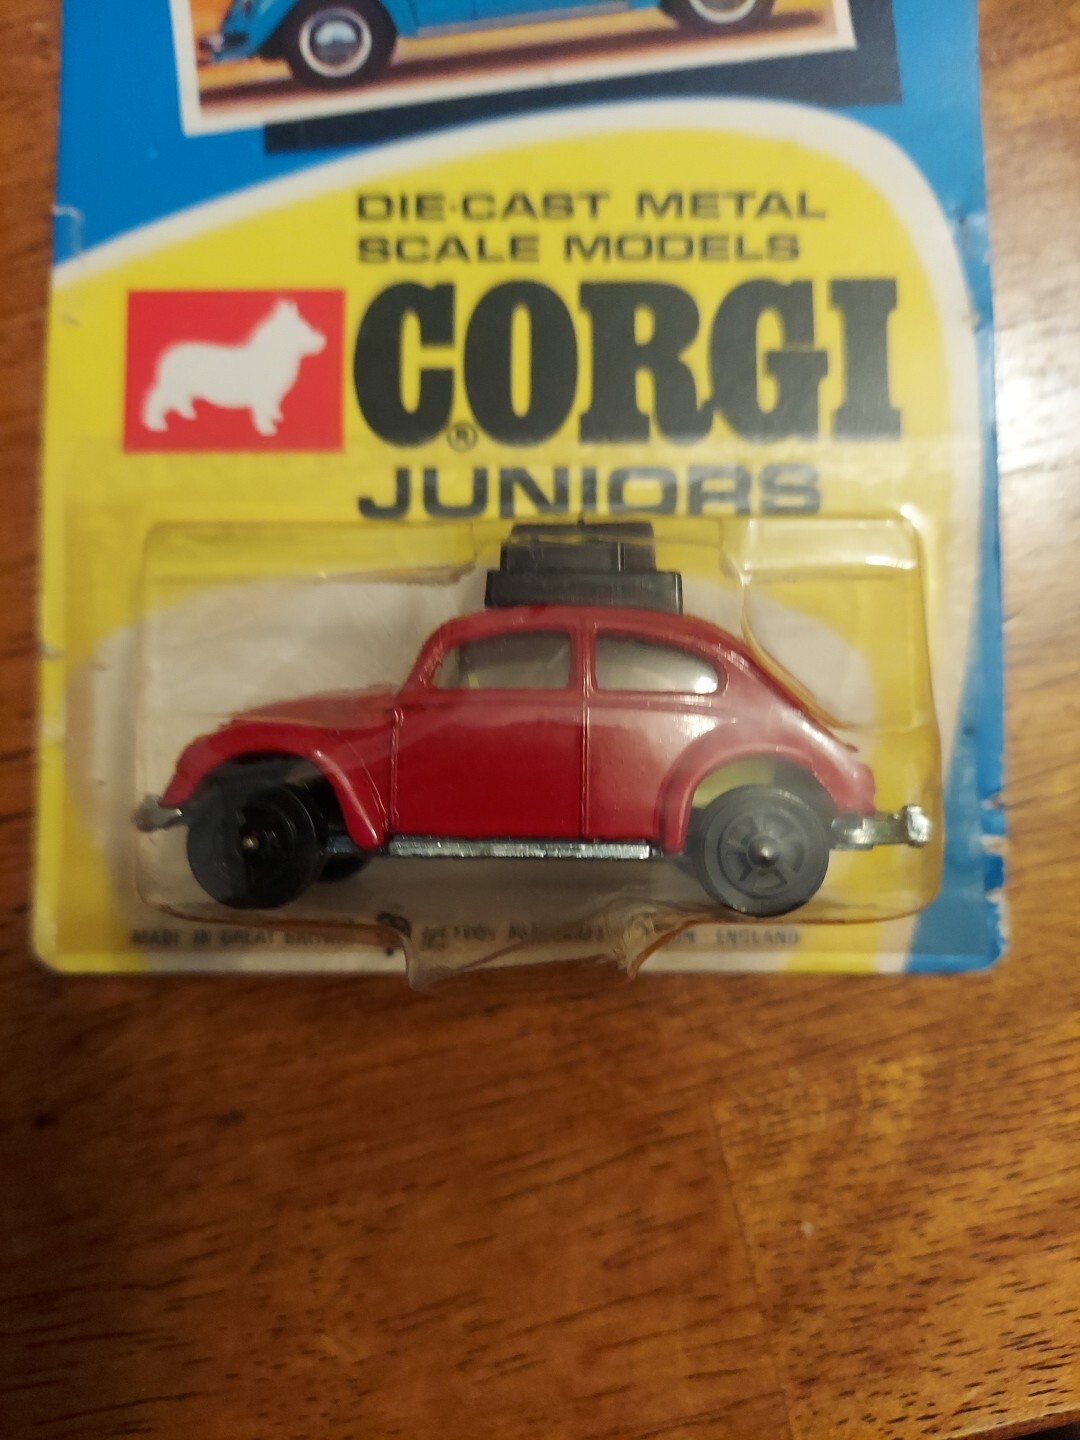 DIE·CAST METAL
SCALE MODELS
CORGI
®
JUNIORS
MADE IN GREAT BRITAIN ENGLAND